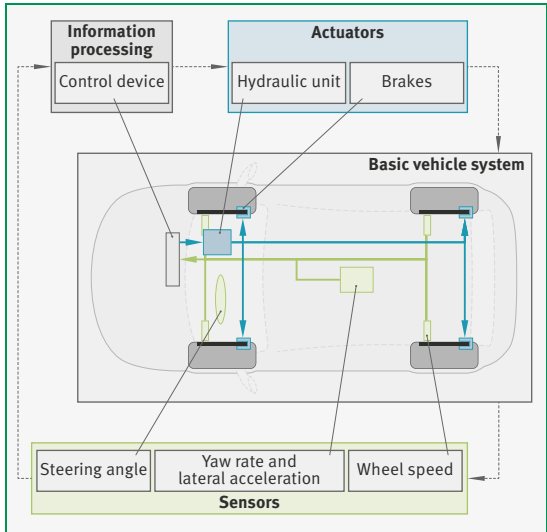 Information
processing
Control device
Actuators
Hydraulic unit
Brakes
Basic vehicle system
Steering angle
Yaw rate and
lateral acceleration
Wheel speed
Sensors